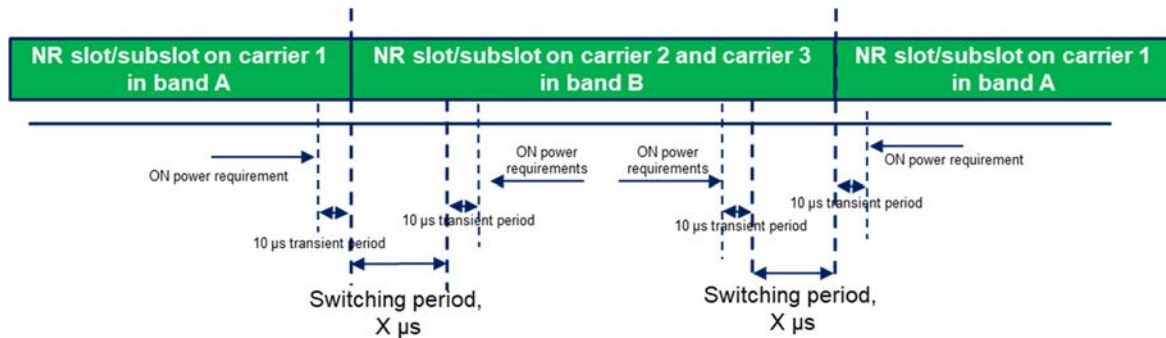 NR slot/subslot on carrier 1
in band A
NR slot/subslot on carrier 2 and carrier 3
in band B
NR slot/subslot on carrier 1
in band A
ON power requirement
10 µs transient period
ON power
requirements
10 µs transient period
ON power
requirements
10 µs transient period
ON power requirement
10 µs transient period
Switching period,
X µs
Switching period,
X µs